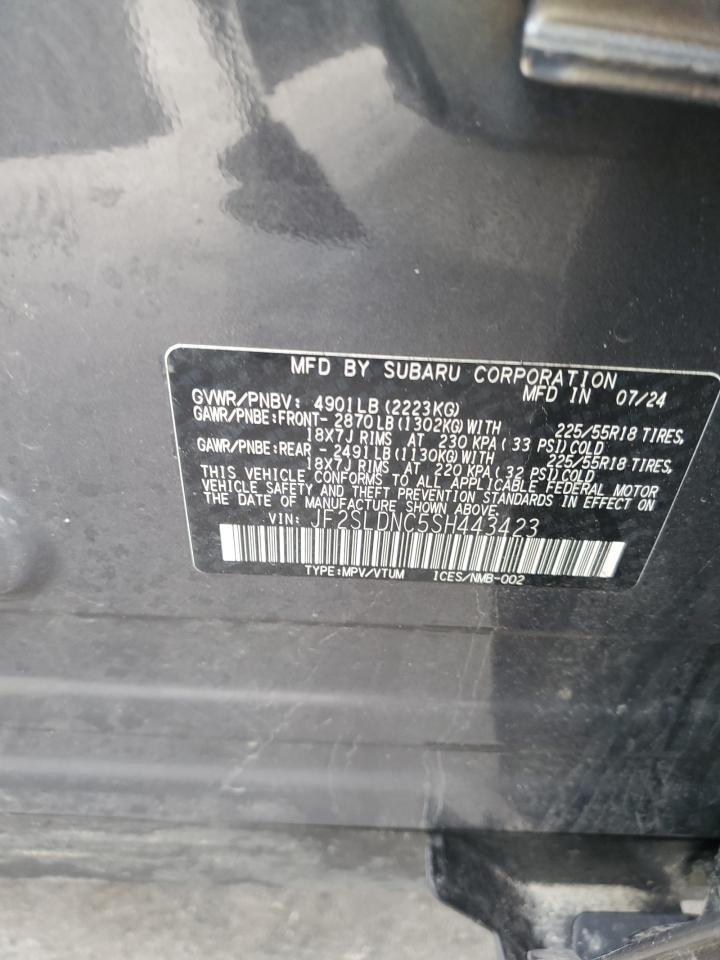 MFD BY SUBARU CORPORATION
MFD IN 07/24
GVWR/PNBV: 4901LB(2223KG)
GAWR/PNBE:FRONT- 2870LB(1302KG)WITH 225/55R18 TIRES,
18X7J RIMS AT 230 KPA(33 PSI)COLD
GAWR/PNBE:REAR -2491LB(1130KG)WITH 225/55R18 TIRES,
18X7J RIMS AT 220 KPA(32 PSI)COLD
THIS VEHICLE CONFORMS TO ALL APPLICABLE FEDERAL MOTOR
VEHICLE SAFETY AND THEFT PREVENTION STANDARDS IN EFFECT ON
THE DATE OF MANUFACTURE SHOWN ABOVE.
VIN: JF2SLDNC5SH443423
TYPE:MPV/VTUM ICES/NMB-002